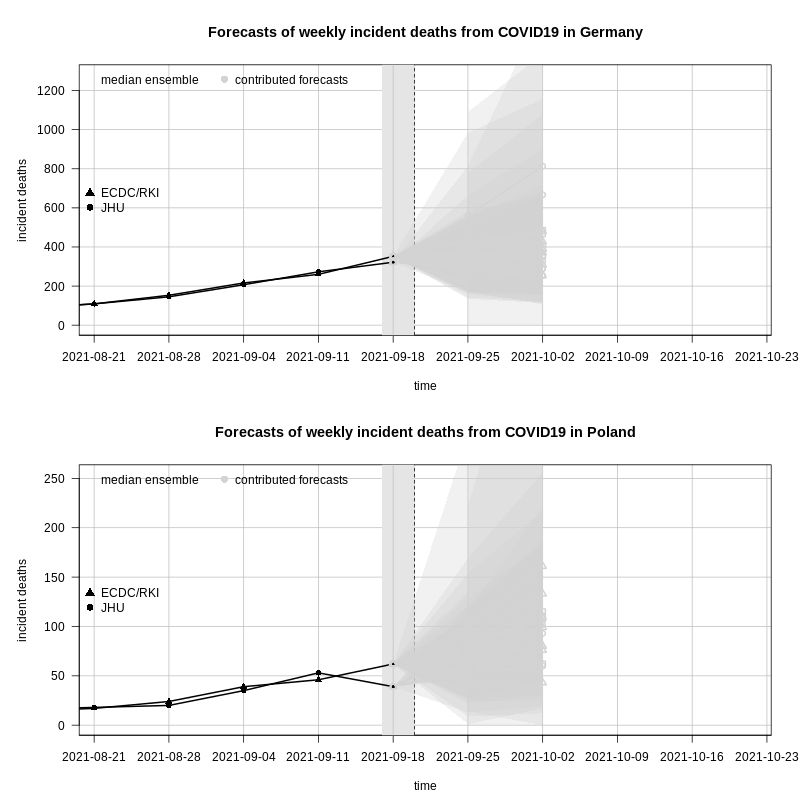 Forecasts of weekly incident deaths from COVID19 in Germany
median ensemble contributed forecasts
1200
1000
800
600
400
200
0
incident deaths
ECDC/RKI
JHU
2021-08-21 2021-08-28 2021-09-04 2021-09-11 2021-09-18 2021-09-25 2021-10-02 2021-10-09 2021-10-16 2021-10-23
time
Forecasts of weekly incident deaths from COVID19 in Poland
median ensemble contributed forecasts
250
200
150
100
50
0
incident deaths
ECDC/RKI
JHU
2021-08-21 2021-08-28 2021-09-04 2021-09-11 2021-09-18 2021-09-25 2021-10-02 2021-10-09 2021-10-16 2021-10-23
time